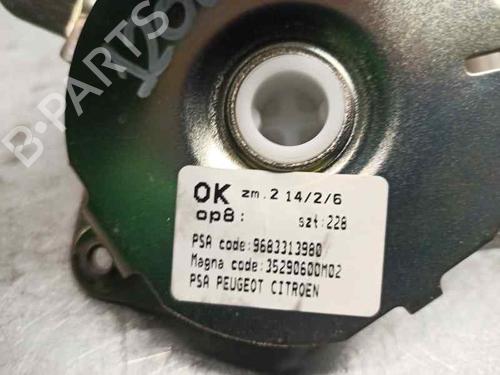 B-PARTS
OK zm.2 14/2/6
op8: szt:228
PSA code:9683313980
Magna code:35290600M02
PSA PEUGEOT CITROEN